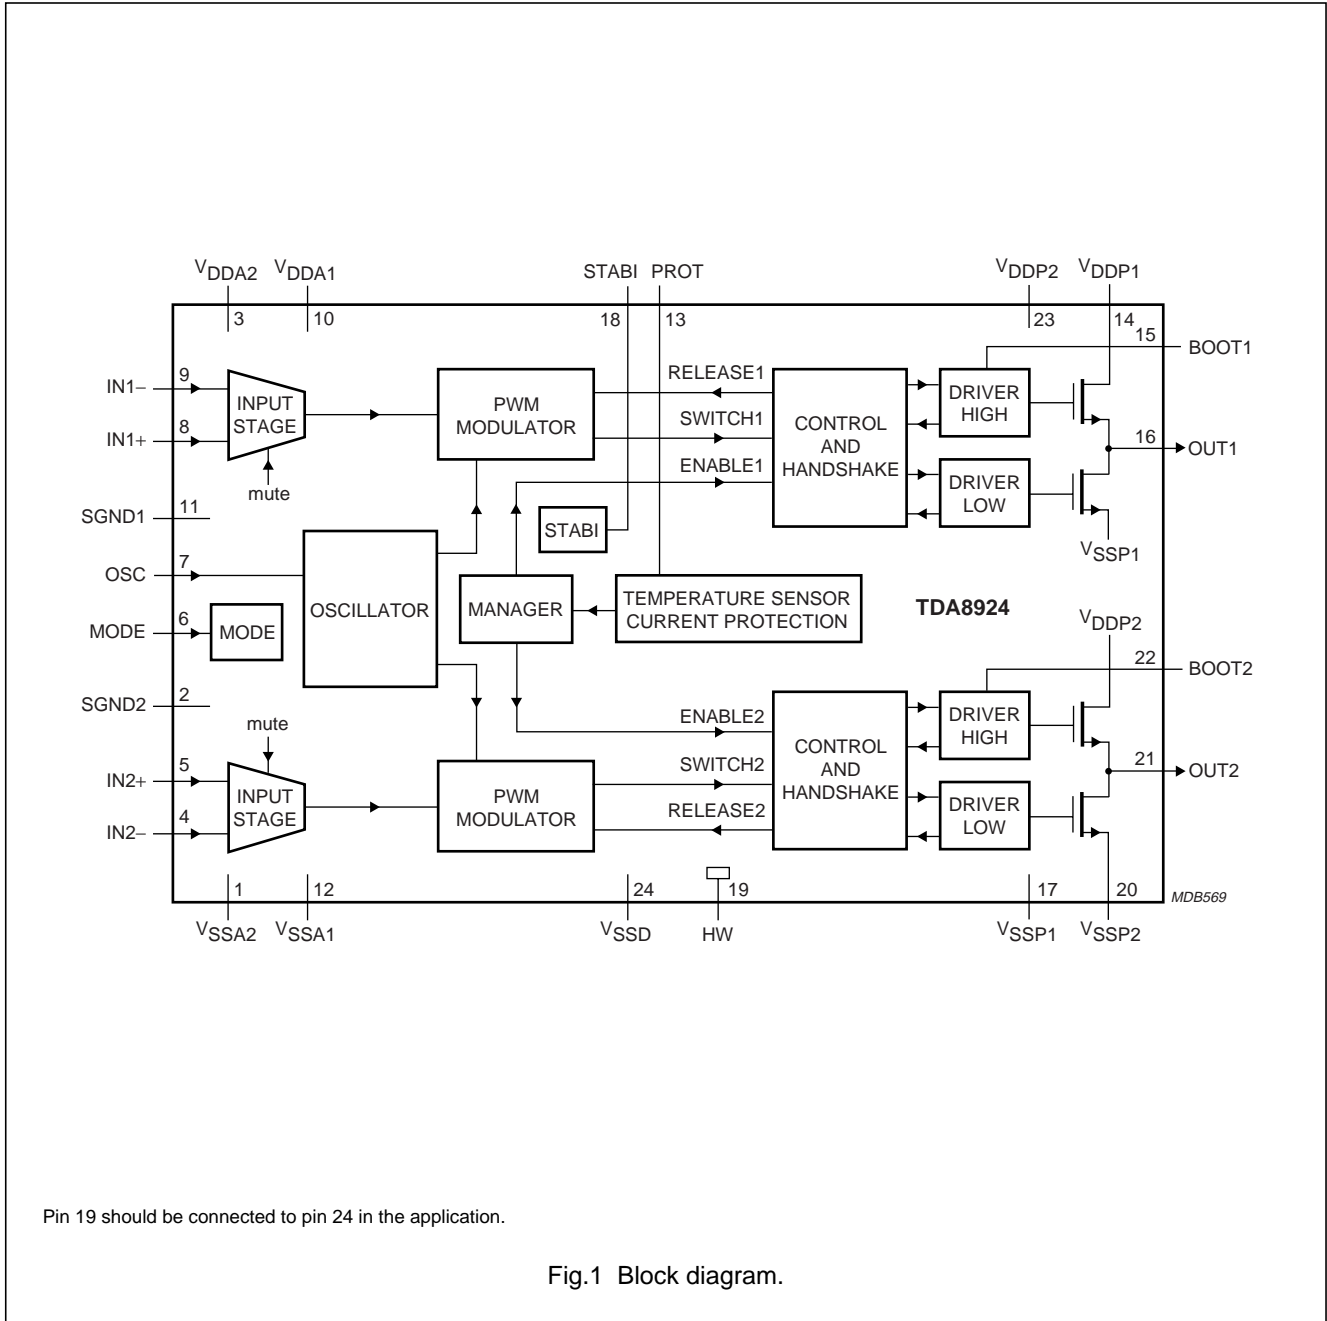 VDDA2 VDDA1 STABI PROT VDDP2 VDDP1
3 10 18 13 23 14
15 BOOT1
IN1− 9
INPUT
STAGE
IN1+ 8
mute
PWM
MODULATOR
RELEASE1
SWITCH1
ENABLE1
CONTROL
AND
HANDSHAKE
DRIVER
HIGH
16 OUT1
DRIVER
LOW
VSSP1
SGND1 11
STABI
OSC 7
OSCILLATOR
MANAGER
TEMPERATURE SENSOR
CURRENT PROTECTION
TDA8924
MODE 6 MODE
VDDP2
22 BOOT2
SGND2 2
mute
IN2+ 5
INPUT
STAGE
IN2− 4
PWM
MODULATOR
ENABLE2
SWITCH2
RELEASE2
CONTROL
AND
HANDSHAKE
DRIVER
HIGH
21 OUT2
DRIVER
LOW
1 12 24 19 17 20
MDB569
VSSA2 VSSA1 VSSD HW VSSP1 VSSP2
Pin 19 should be connected to pin 24 in the application.
Fig.1 Block diagram.